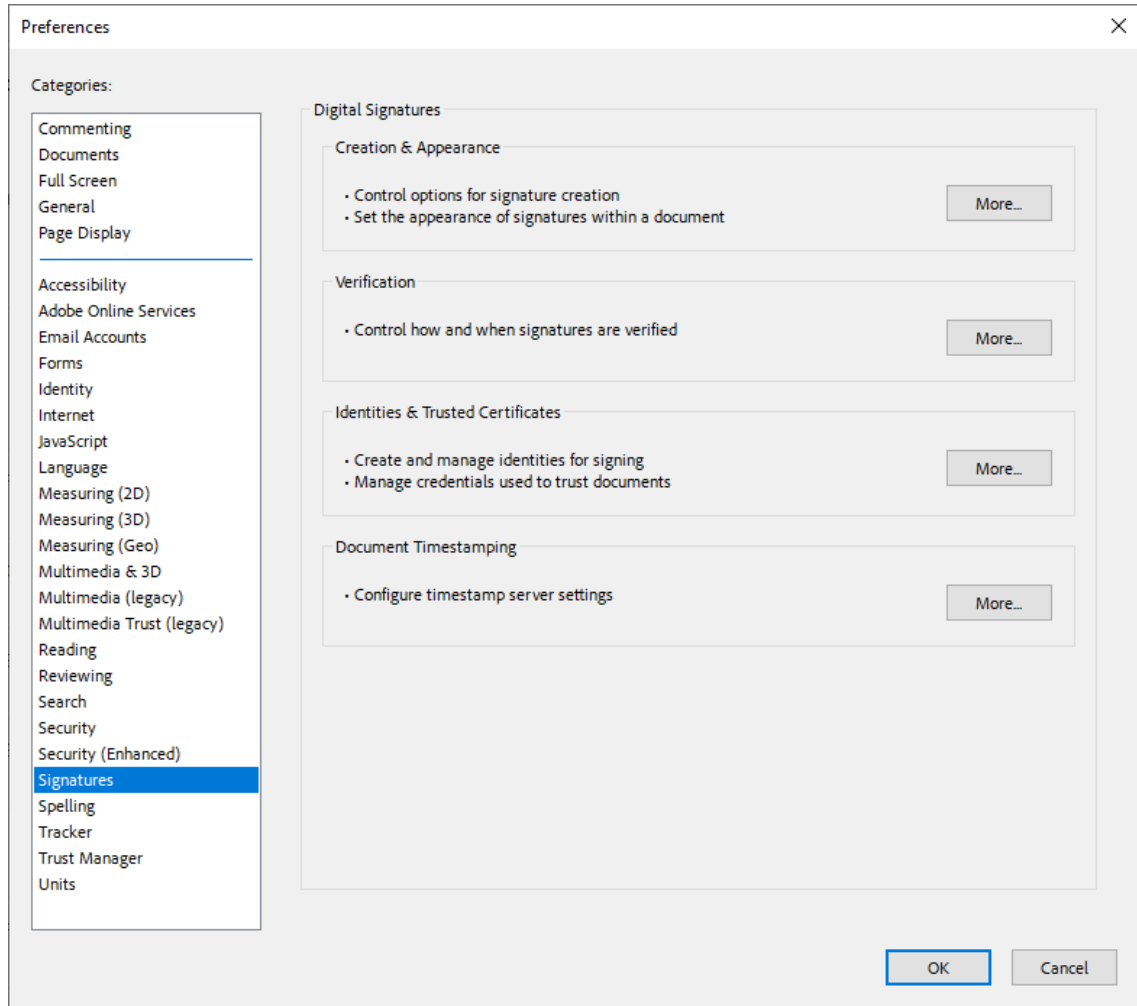 Preferences
Categories:
Commenting
Documents
Full Screen
General
Page Display
Accessibility
Adobe Online Services
Email Accounts
Forms
Identity
Internet
JavaScript
Language
Measuring (2D)
Measuring (3D)
Measuring (Geo)
Multimedia & 3D
Multimedia (legacy)
Multimedia Trust (legacy)
Reading
Reviewing
Search
Security
Security (Enhanced)
Signatures
Spelling
Tracker
Trust Manager
Units
Digital Signatures
Creation & Appearance
• Control options for signature creation
• Set the appearance of signatures within a document
More...
Verification
• Control how and when signatures are verified
More...
Identities & Trusted Certificates
• Create and manage identities for signing
• Manage credentials used to trust documents
More...
Document Timestamping
• Configure timestamp server settings
More...
OK
Cancel